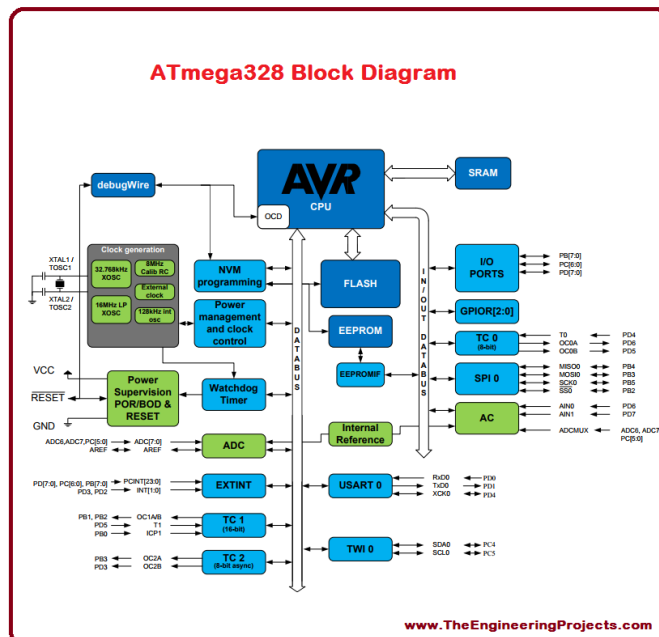 ATmega328 Block Diagram
AVR
CPU
OCD
SRAM
debugWire
Clock generation
XTAL1 /
TOSC1
XTAL2 /
TOSC2
32.768kHz
XOSC
8MHz
Calib RC
External
clock
16MHz LP
XOSC
128kHz int
osc
NVM
programming
Power
management
and clock
control
FLASH
EEPROM
EEPROMIF
DATABUS
IN/OUT DATABUS
I/O
PORTS
PB[7:0]
PC[6:0]
PD[7:0]
GPIOR[2:0]
TC 0
(8-bit)
T0 PD4
OC0A PD6
OC0B PD5
SPI 0
MISO0 PB4
MOSI0 PB3
SCK0 PB5
SS0 PB2
AC
AIN0 PD6
AIN1 PD7
ADCMUX ADC6, ADC7
PC[5:0]
VCC
RESET
GND
Power
Supervision
POR/BOD &
RESET
Watchdog
Timer
Internal
Reference
ADC6,ADC7,PC[5:0] ADC[7:0]
AREF AREF
ADC
PD[7:0], PC[6:0], PB[7:0] PCINT[23:0]
PD3, PD2 INT[1:0]
EXTINT
USART 0
RxD0 PD0
TxD0 PD1
XCK0 PD4
PB1, PB2 OC1A/B
PD5 T1
PB0 ICP1
TC 1
(16-bit)
TWI 0
SDA0 PC4
SCL0 PC5
PB3 OC2A
PD3 OC2B
TC 2
(8-bit async)
www.TheEngineeringProjects.com